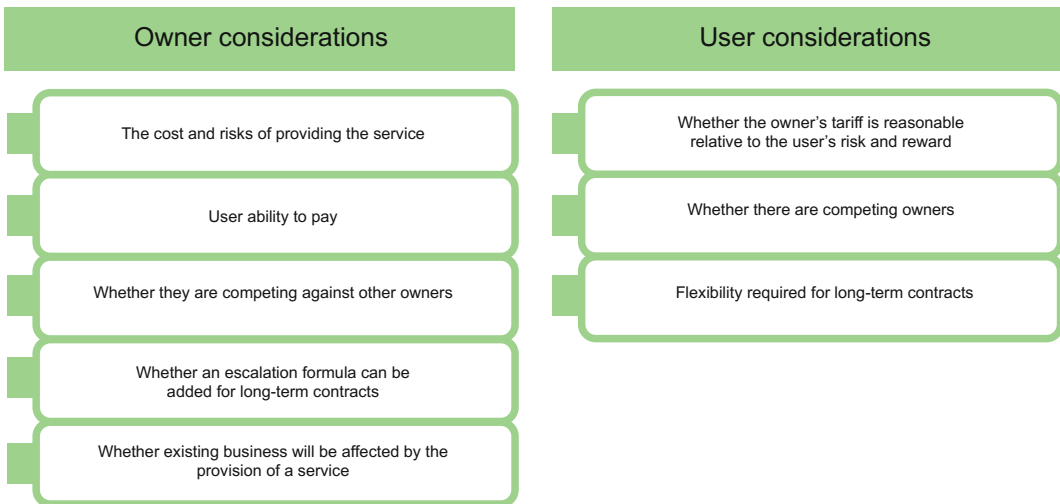 Owner considerations
The cost and risks of providing the service
User ability to pay
Whether they are competing against other owners
Whether an escalation formula can be
added for long-term contracts
Whether existing business will be affected by the
provision of a service
User considerations
Whether the owner’s tariff is reasonable
relative to the user’s risk and reward
Whether there are competing owners
Flexibility required for long-term contracts